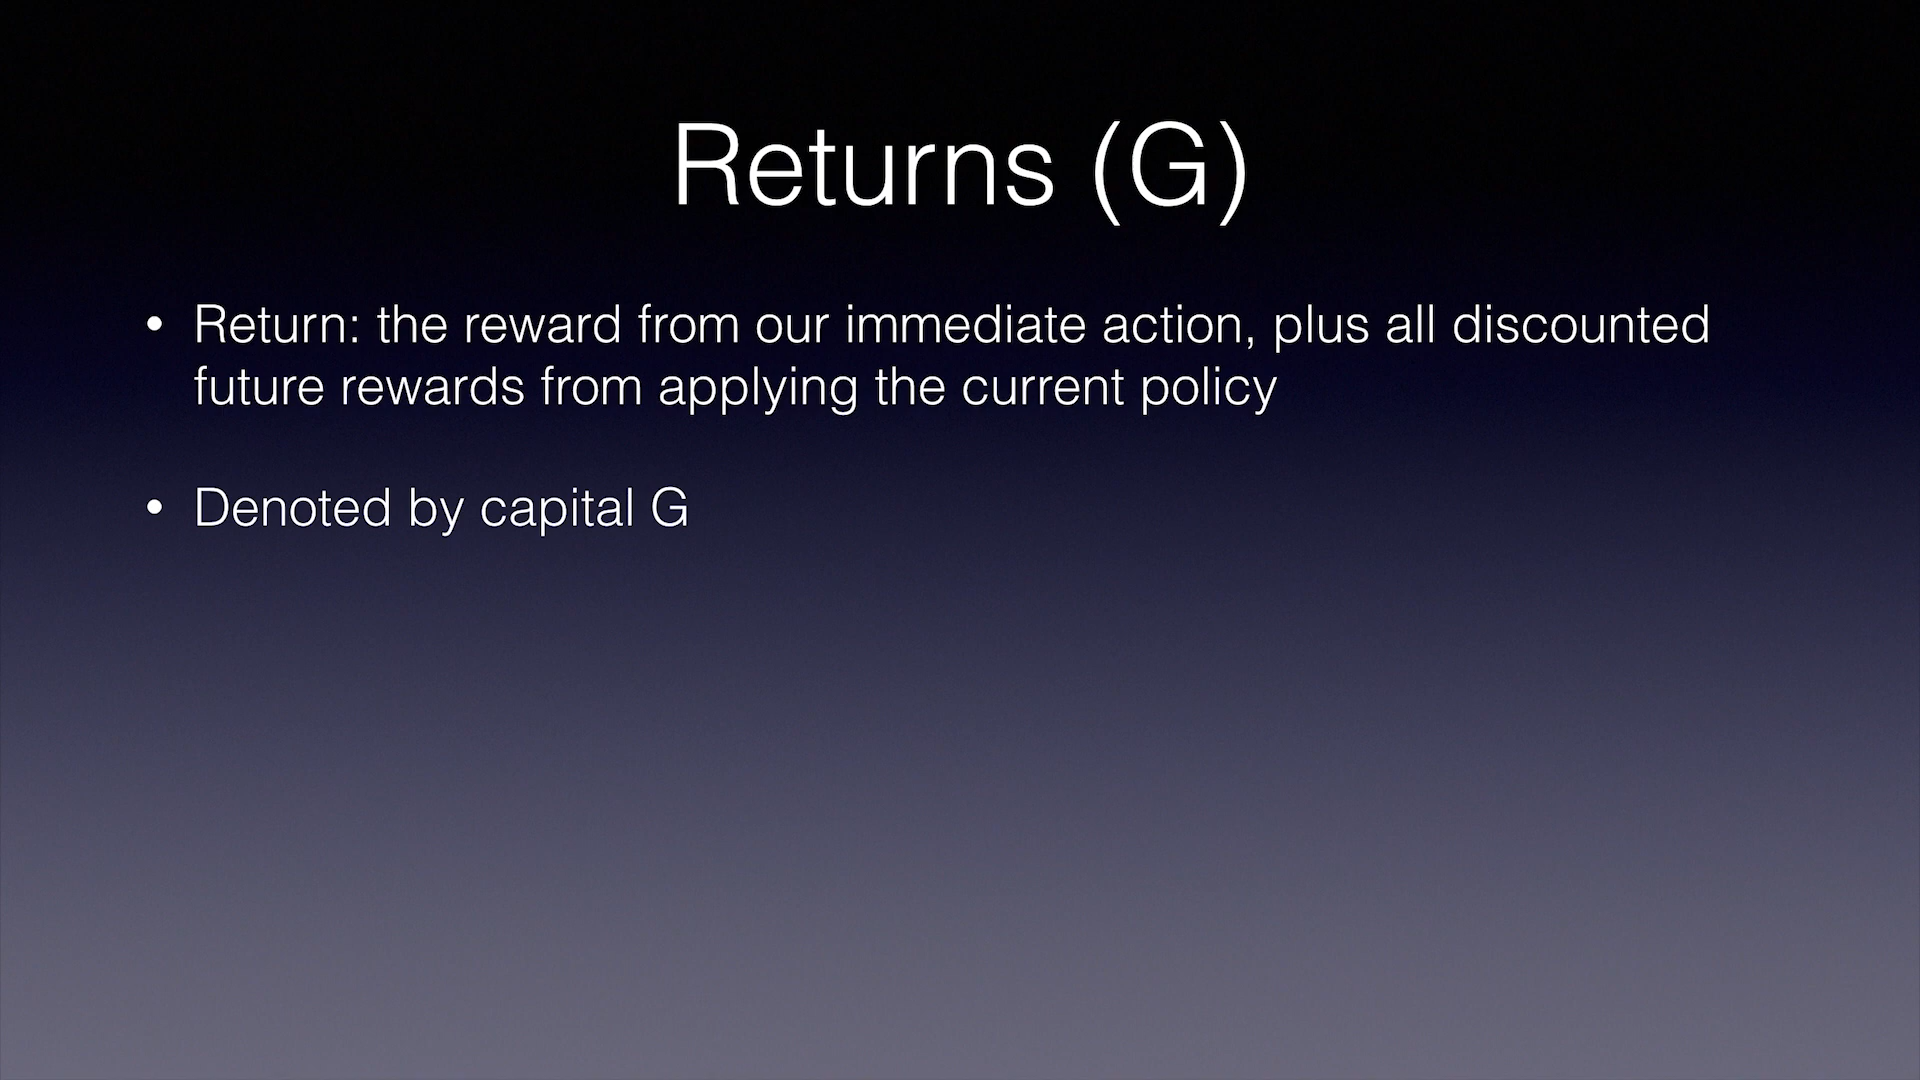 Returns (G)
• Return: the reward from our immediate action, plus all discounted
future rewards from applying the current policy
• Denoted by capital G